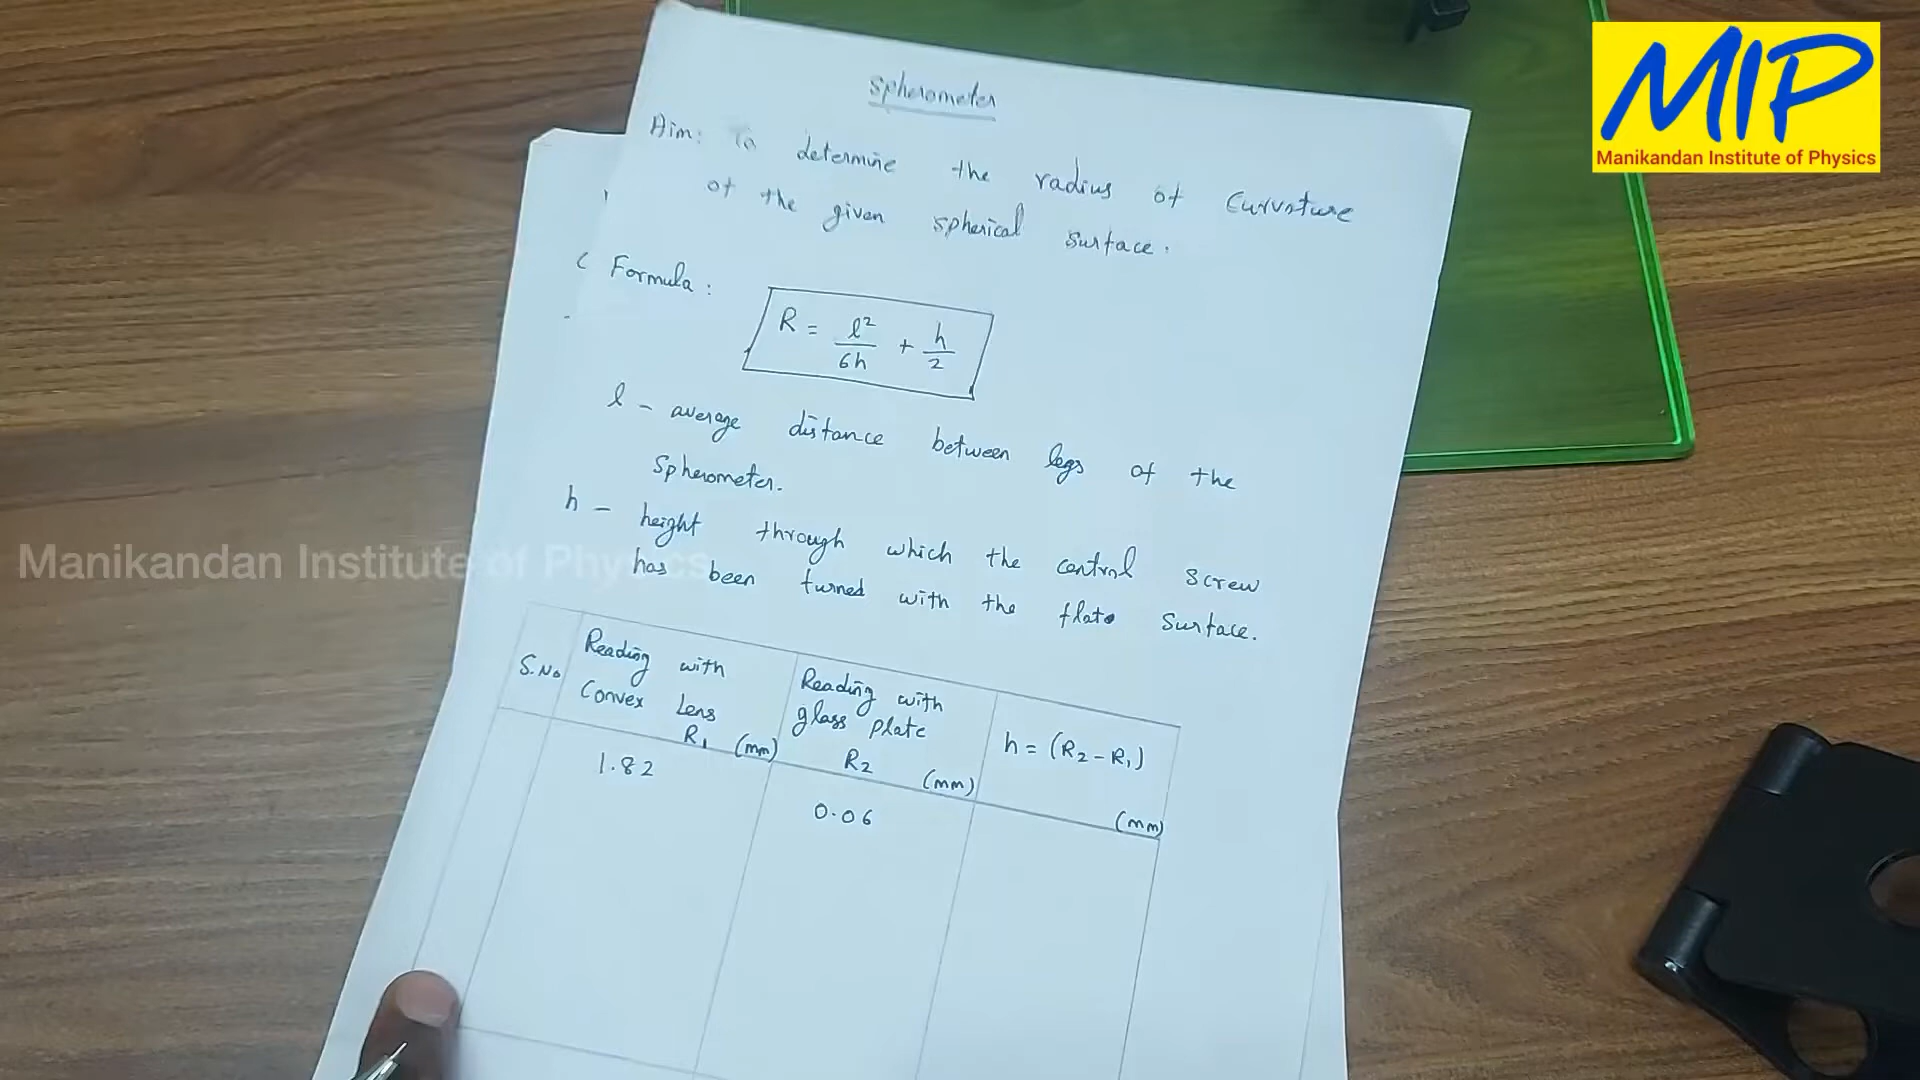 MIP
Manikandan Institute of Physics
Spherometer
Aim: To determine the radius of Curvature
of the given spherical surface.
Formula:
R = l²/6h + h/2
l - average distance between legs of the
Spherometer.
h - height through which the control screw
has been turned with the flat surface.
Manikandan Institute of Physics
S.No
Reading with
Convex Lens
R₁ (mm)
Reading with
glass plate
R₂ (mm)
h = (R₂ - R₁)
(mm)
1.82
0.06